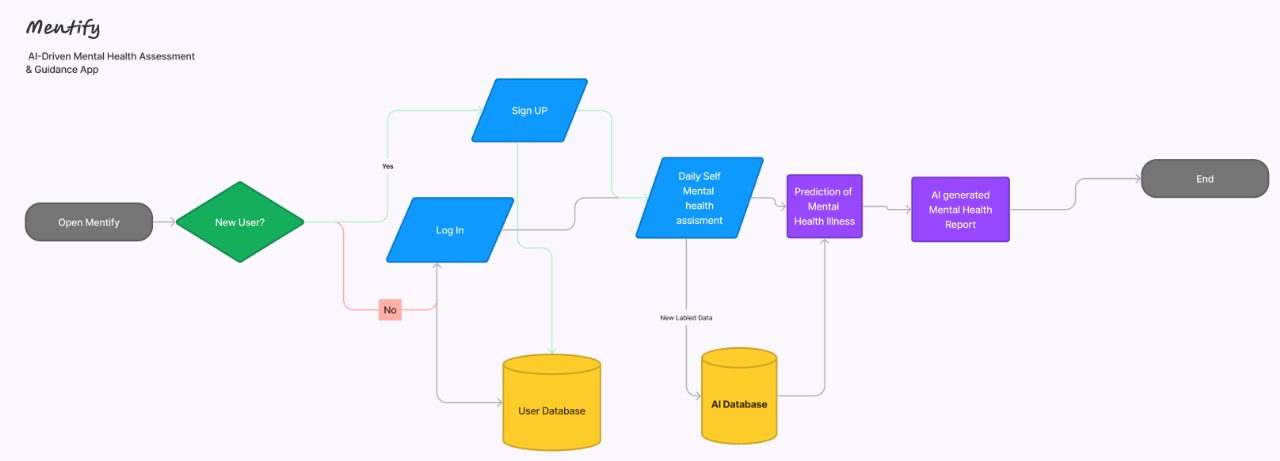 Mentify
AI-Driven Mental Health Assessment
& Guidance App
Sign UP
Yes
Daily Self
Mental
health
assisment
Prediction of
Mental
Health Illness
AI generated
Mental Health
Report
End
Open Mentify
New User?
Log In
No
New Labled Data
User Database
AI Database